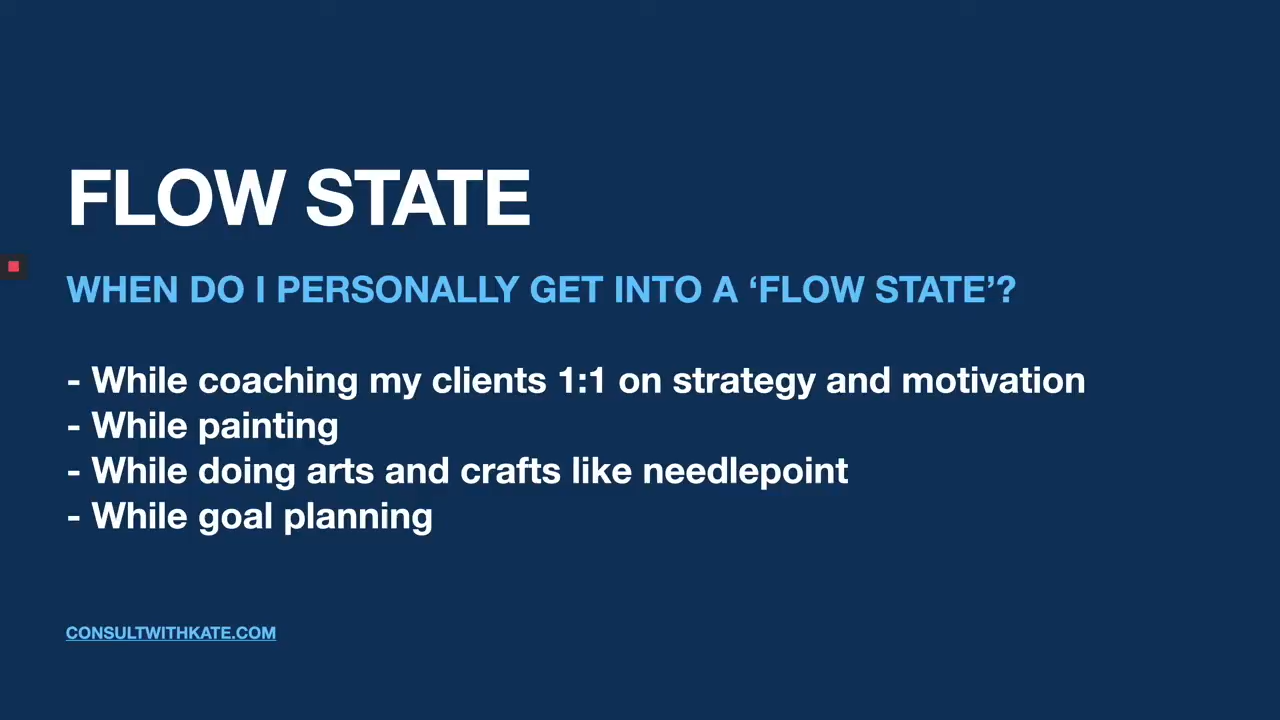 FLOW STATE
WHEN DO I PERSONALLY GET INTO A ‘FLOW STATE’?
- While coaching my clients 1:1 on strategy and motivation
- While painting
- While doing arts and crafts like needlepoint
- While goal planning
CONSULTWITHKATE.COM